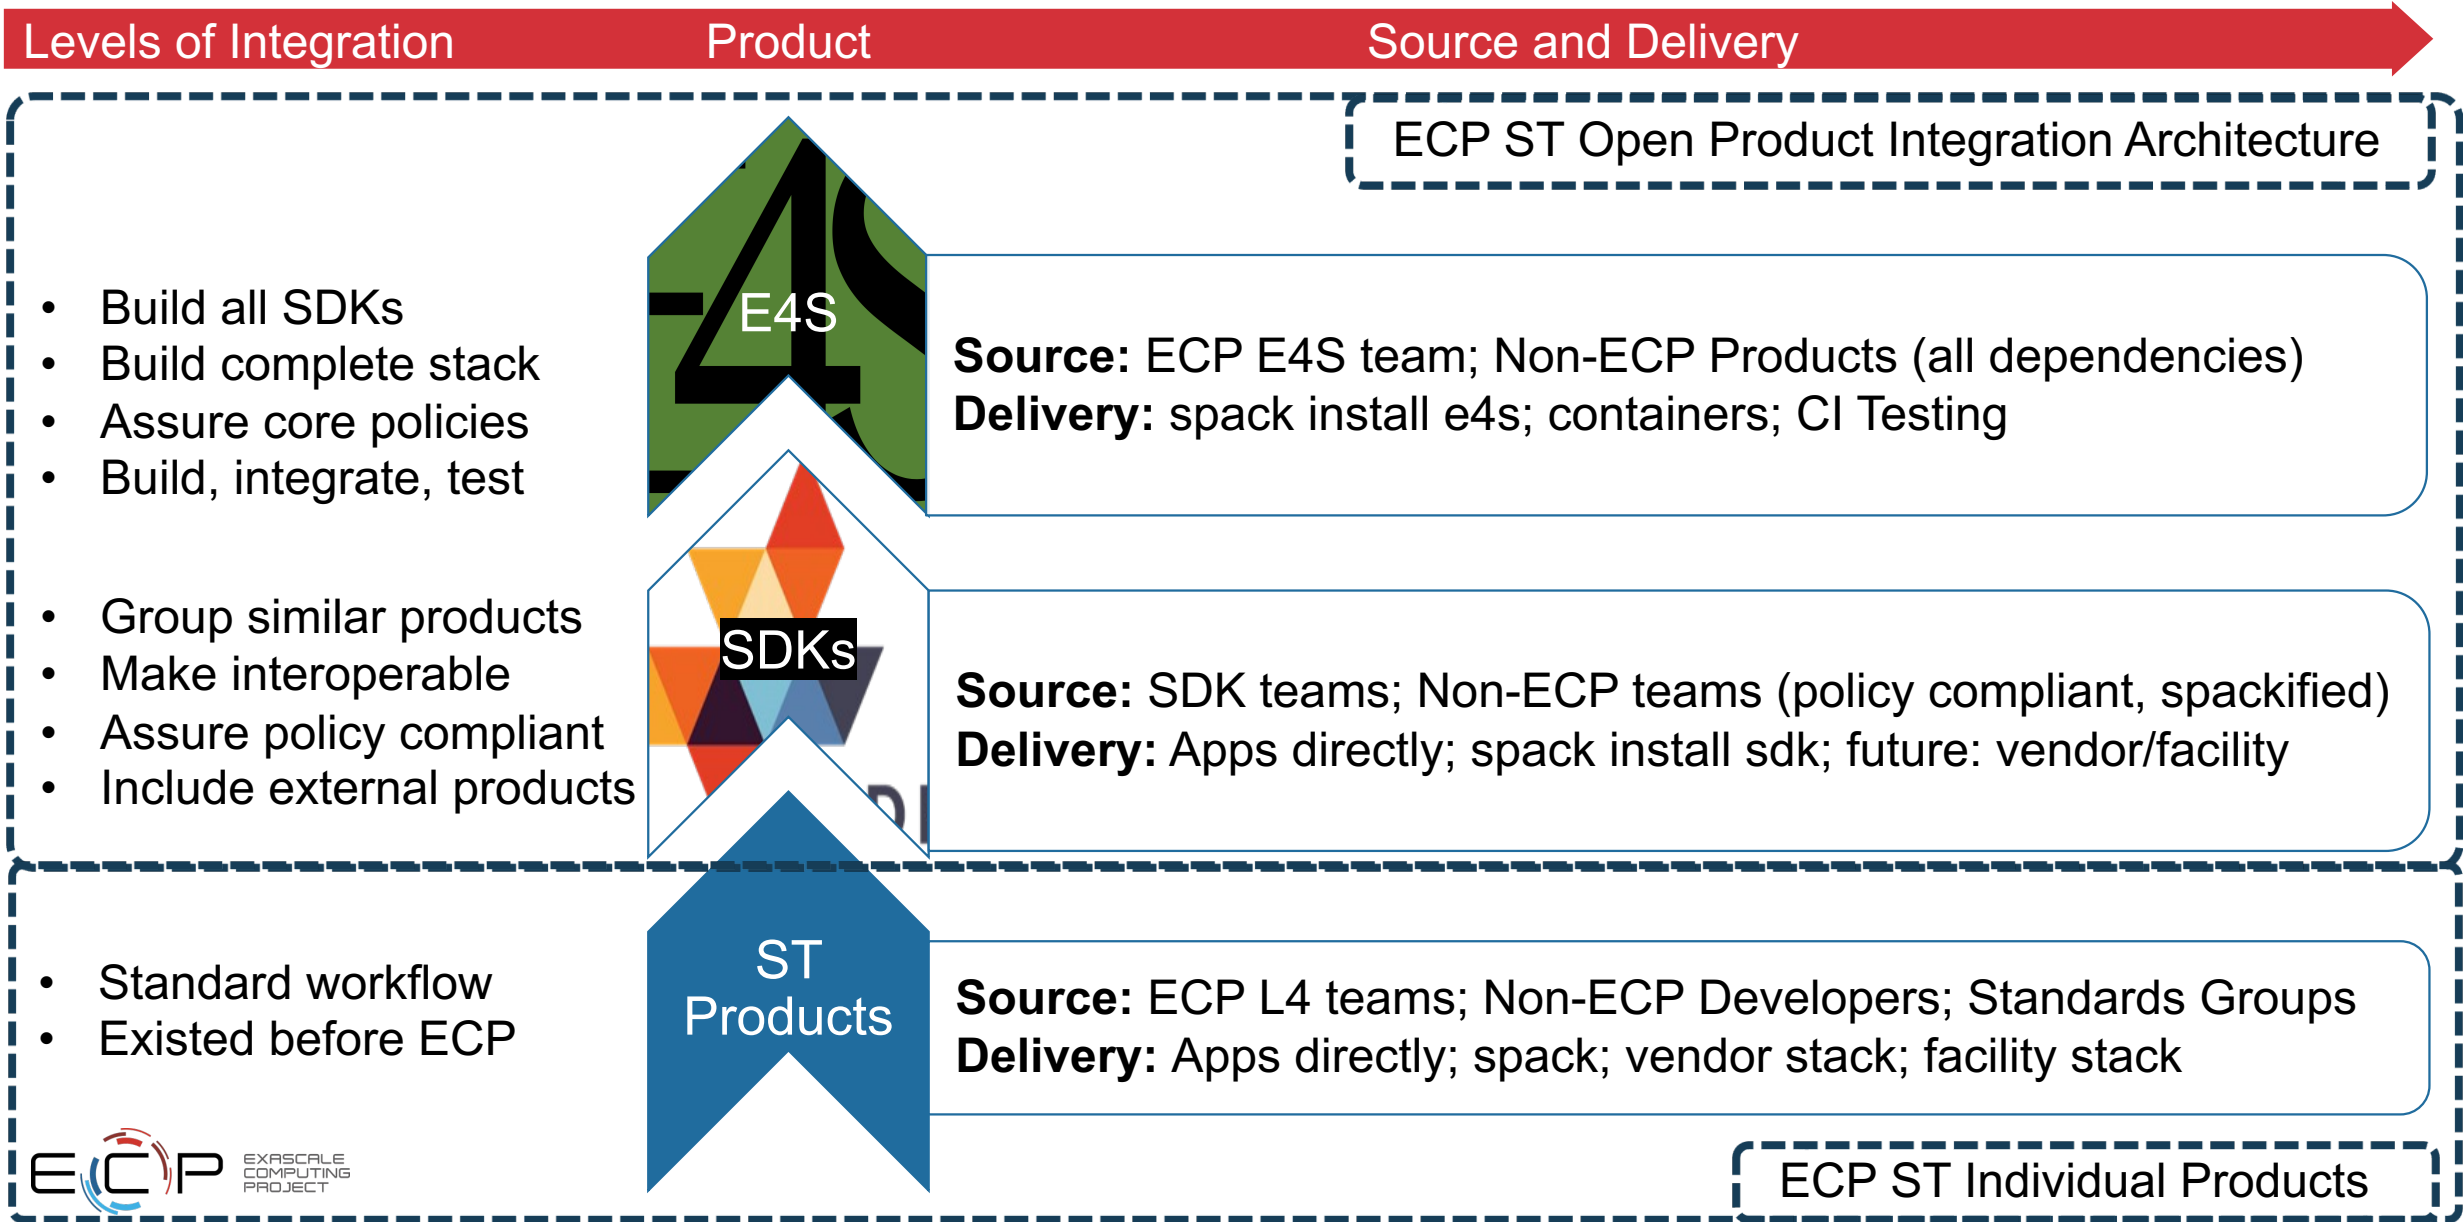 Levels of Integration Product Source and Delivery
ECP ST Open Product Integration Architecture
• Build all SDKs
• Build complete stack
• Assure core policies
• Build, integrate, test
E4S
Source: ECP E4S team; Non-ECP Products (all dependencies)
Delivery: spack install e4s; containers; CI Testing
• Group similar products
• Make interoperable
• Assure policy compliant
• Include external products
SDKs
Source: SDK teams; Non-ECP teams (policy compliant, spackified)
Delivery: Apps directly; spack install sdk; future: vendor/facility
• Standard workflow
• Existed before ECP
ST
Products
Source: ECP L4 teams; Non-ECP Developers; Standards Groups
Delivery: Apps directly; spack; vendor stack; facility stack
ECP
EXASCALE
COMPUTING
PROJECT
ECP ST Individual Products